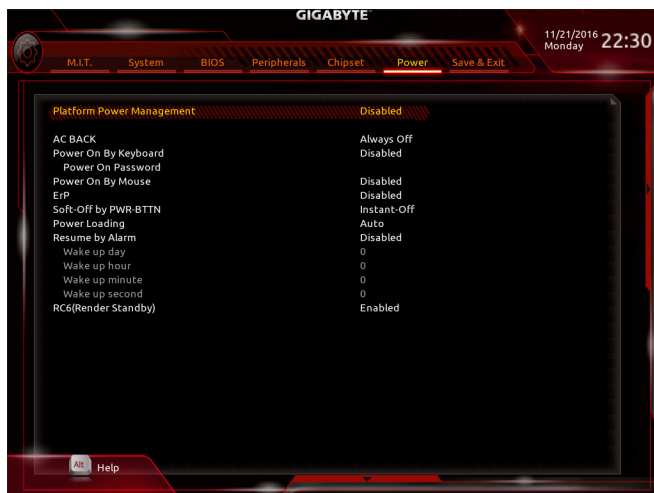 GIGABYTE™
11/21/2016 Monday 22:30
M.I.T. System BIOS Peripherals Chipset Power Save & Exit
Platform Power Management Disabled
AC BACK Always Off
Power On By Keyboard Disabled
Power On Password
Power On By Mouse Disabled
ErP Disabled
Soft-Off by PWR-BTTN Instant-Off
Power Loading Auto
Resume by Alarm Disabled
Wake up day 0
Wake up hour 0
Wake up minute 0
Wake up second 0
RC6(Render Standby) Enabled
Alt Help